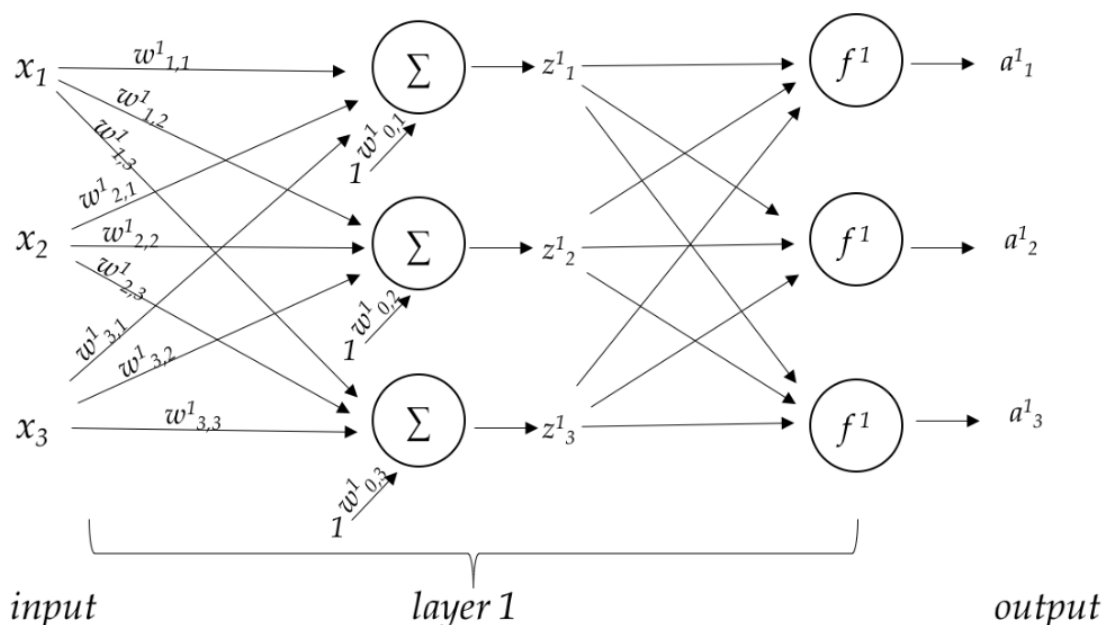 x₁ w¹₁,₁ ∑ z¹₁ f¹ a¹₁
w¹₁,₂
w¹₁,₃
1 w¹₀,₁
w¹₂,₁
x₂ w¹₂,₂ ∑ z¹₂ f¹ a¹₂
w¹₂,₃
1 w¹₀,₂
w¹₃,₁
w¹₃,₂
x₃ w¹₃,₃ ∑ z¹₃ f¹ a¹₃
1 w¹₀,₃
input layer 1 output